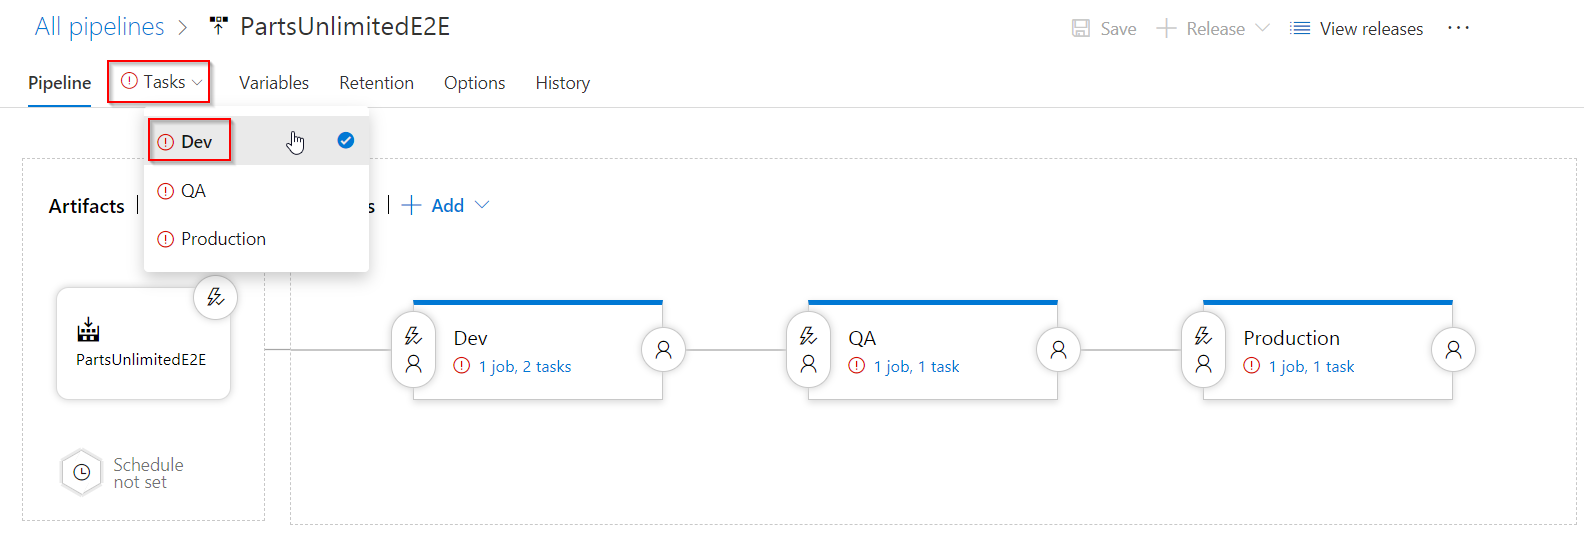 All pipelines > PartsUnlimitedE2E
Save Release View releases ...
Pipeline Tasks Variables Retention Options History
Dev
QA
Production
Artifacts | s | + Add
PartsUnlimitedE2E
Schedule
not set
Dev
1 job, 2 tasks
QA
1 job, 1 task
Production
1 job, 1 task